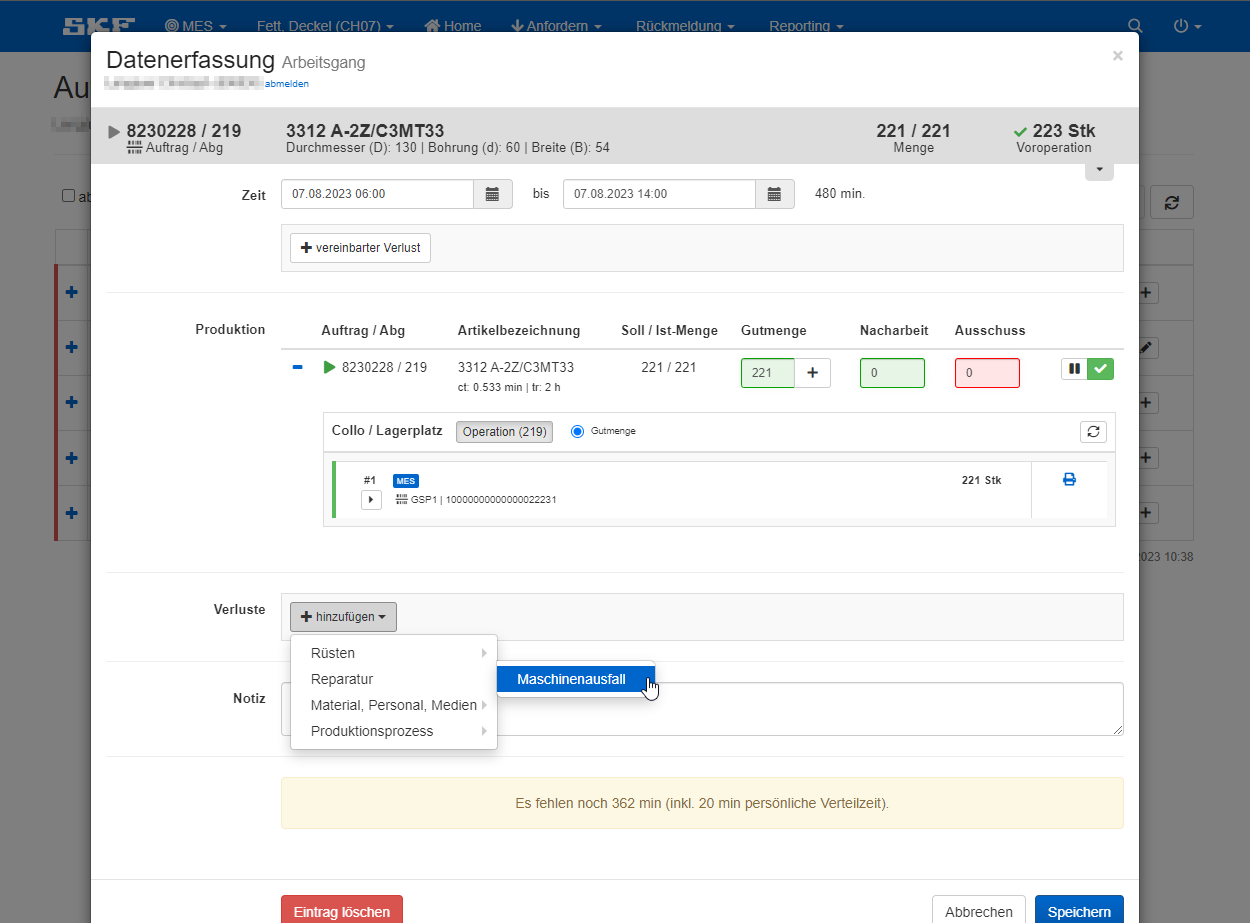 SKF MES Fett, Deckel (CH07) Home Anfordern Rückmeldung Reporting
Au
Datenerfassung Arbeitsgang ×
abmelden
8230228 / 219 3312 A-2Z/C3MT33 221 / 221 223 Stk
Auftrag / Abg Durchmesser (D): 130 | Bohrung (d): 60 | Breite (B): 54 Menge Voroperation
ab
Zeit 07.08.2023 06:00 bis 07.08.2023 14:00 480 min.
+ vereinbarter Verlust
Produktion Auftrag / Abg Artikelbezeichnung Soll / Ist-Menge Gutmenge Nacharbeit Ausschuss
8230228 / 219 3312 A-2Z/C3MT33 221 / 221 221 + 0 0
ct: 0.533 min | tr: 2 h
Collo / Lagerplatz Operation (219) Gutmenge
#1 MES 221 Stk
GSP1 | 1000000000000022231
023 10:38
Verluste + hinzufügen
Rüsten
Reparatur Maschinenausfall
Material, Personal, Medien
Produktionsprozess
Notiz
Es fehlen noch 362 min (inkl. 20 min persönliche Verteilzeit).
Eintrag löschen Abbrechen Speichern